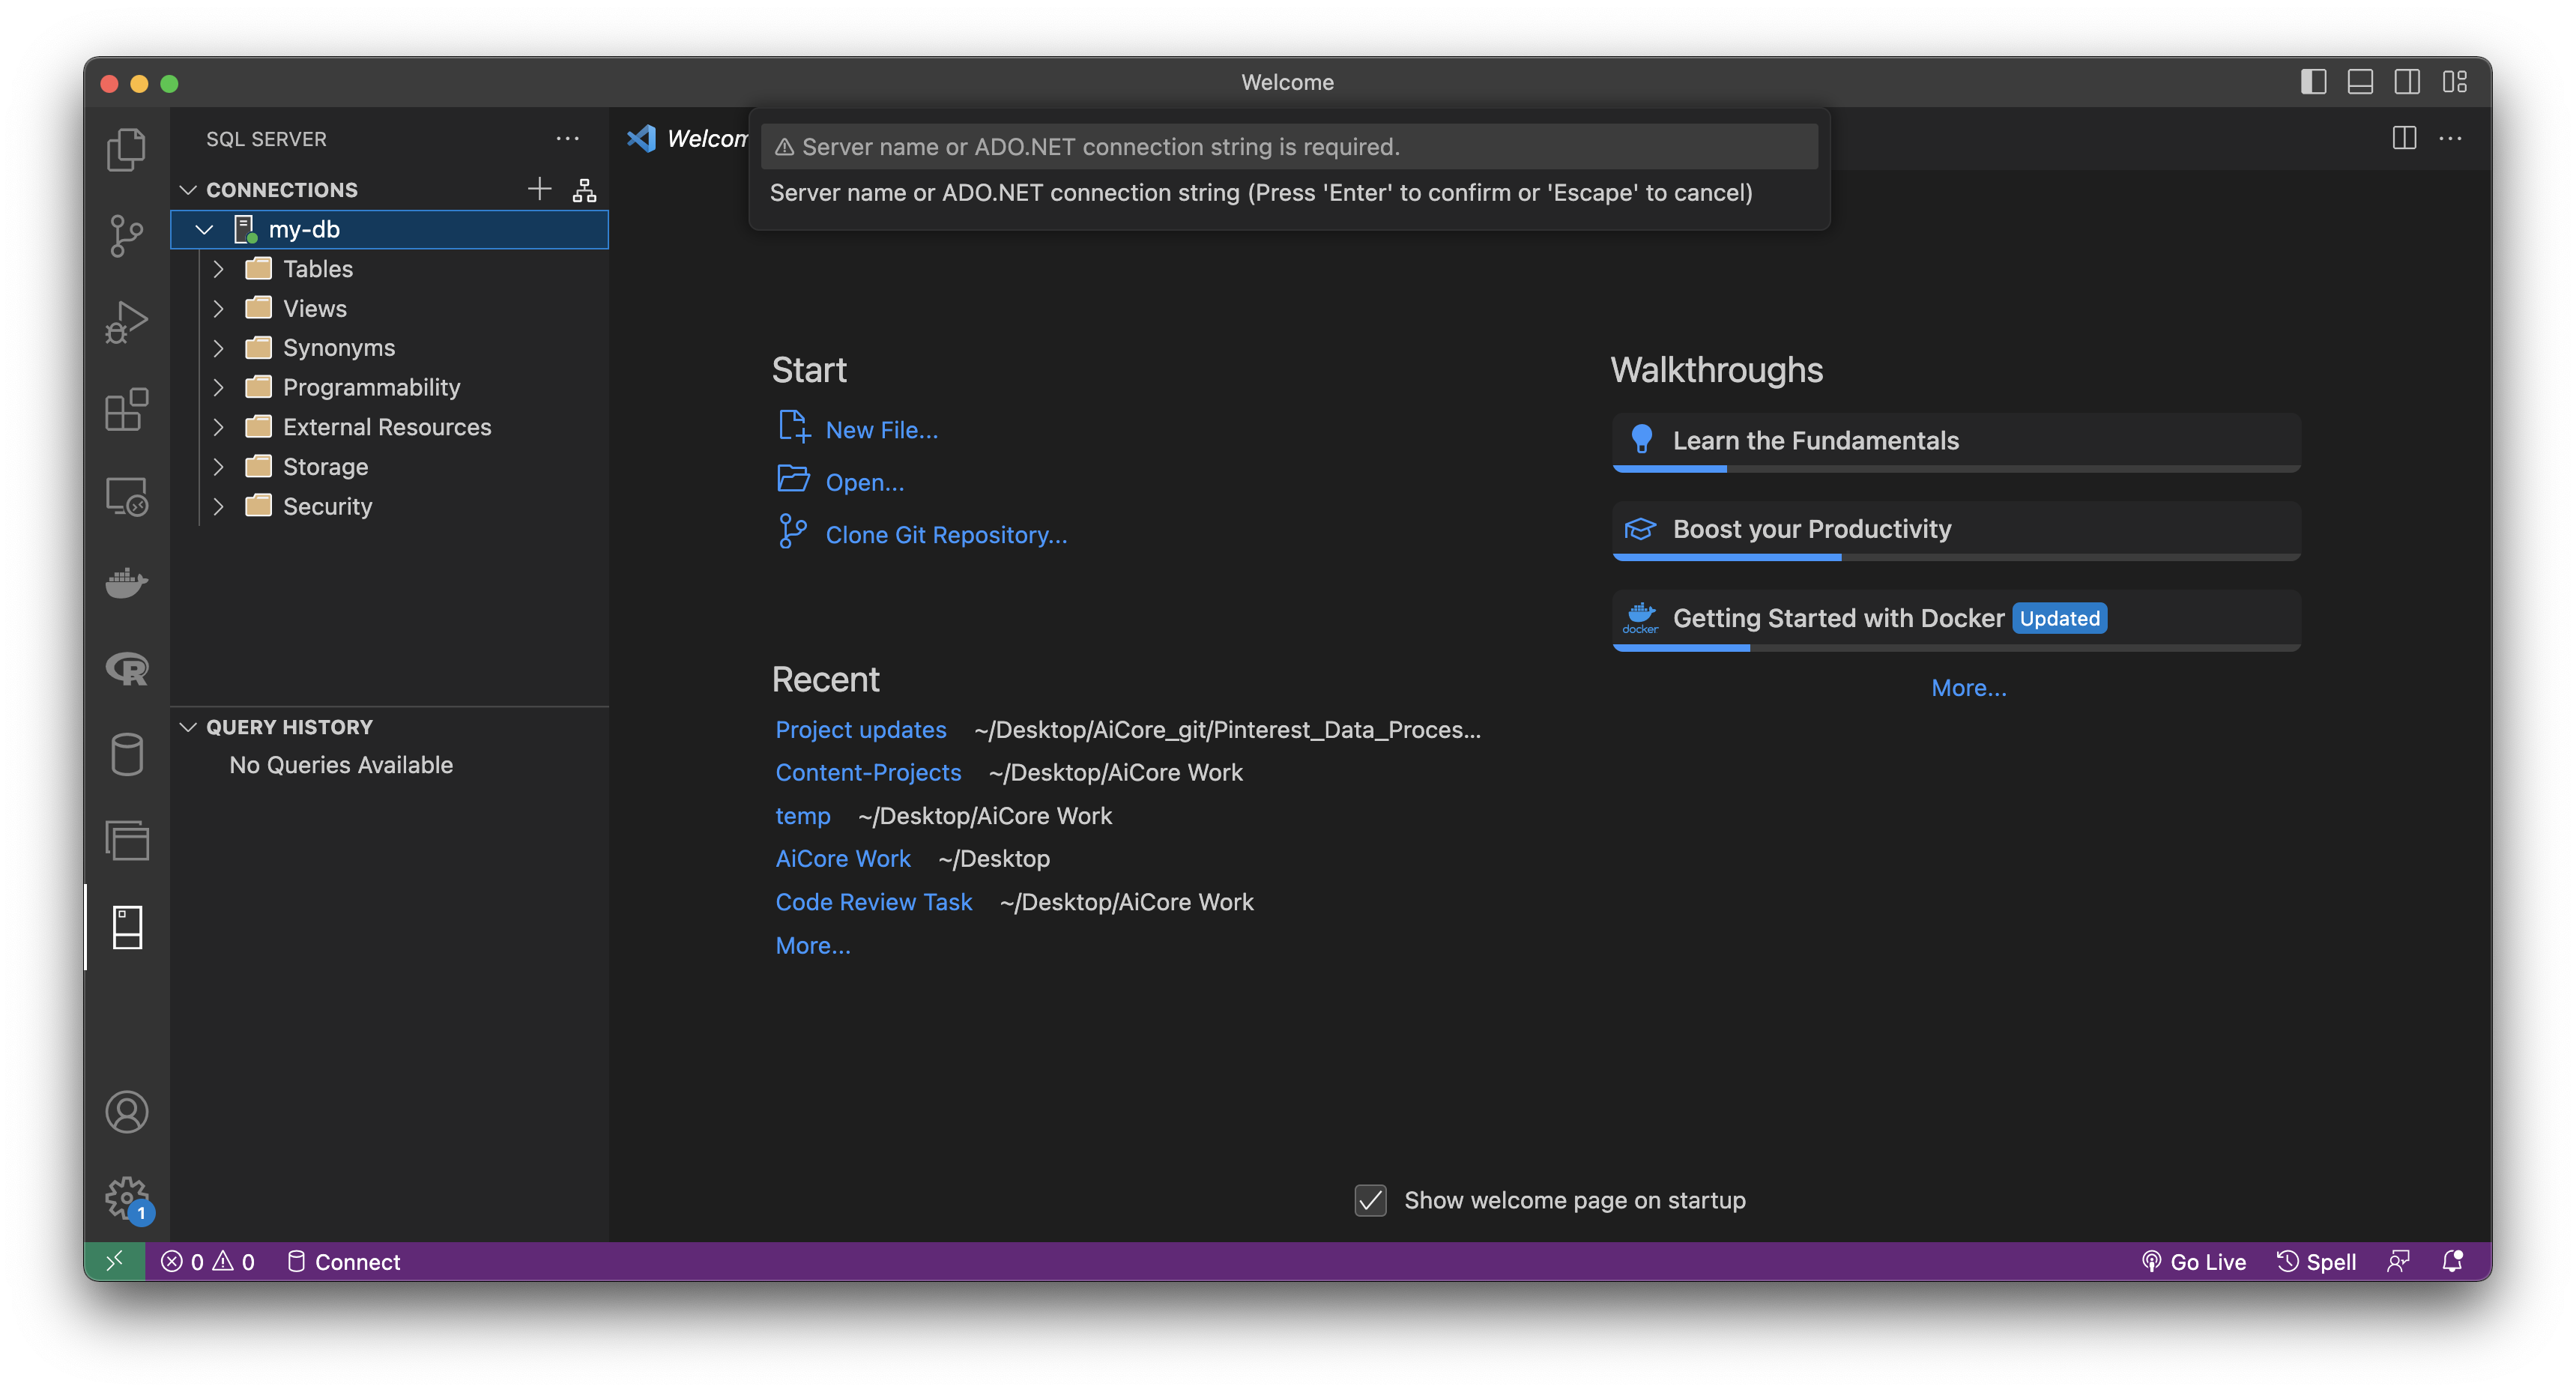 Welcome
SQL SERVER
CONNECTIONS
my-db
Tables
Views
Synonyms
Programmability
External Resources
Storage
Security
QUERY HISTORY
No Queries Available
Welcom
Server name or ADO.NET connection string is required.
Server name or ADO.NET connection string (Press 'Enter' to confirm or 'Escape' to cancel)
Start
New File...
Open...
Clone Git Repository...
Recent
Project updates ~/Desktop/AiCore_git/Pinterest_Data_Proces...
Content-Projects ~/Desktop/AiCore Work
temp ~/Desktop/AiCore Work
AiCore Work ~/Desktop
Code Review Task ~/Desktop/AiCore Work
More...
Walkthroughs
Learn the Fundamentals
Boost your Productivity
docker
Getting Started with Docker Updated
More...
Show welcome page on startup
R
1
0 0 Connect
Go Live Spell